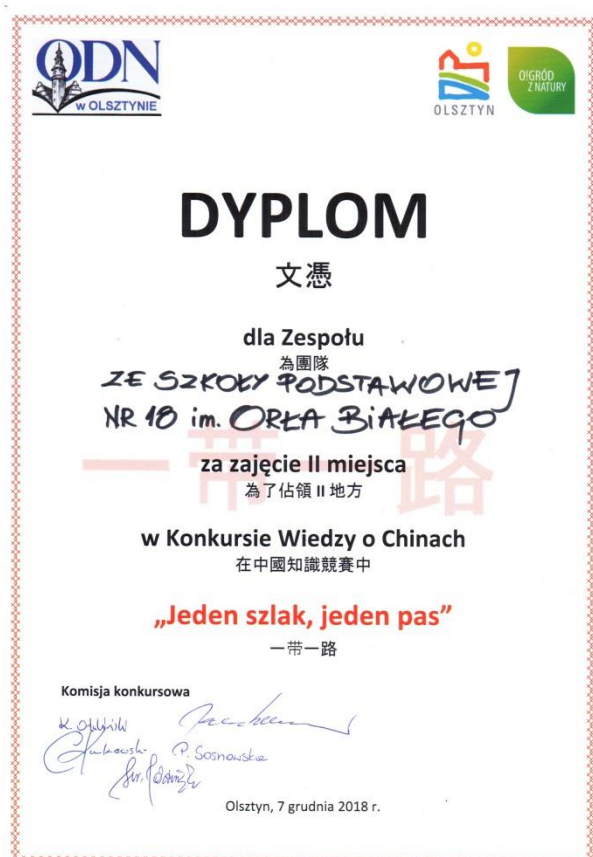 ODN
w OLSZTYNIE
OLSZTYN
O!GRÓD
Z NATURY
DYPLOM
文憑
dla Zespołu
為團隊
ZE SZKOŁY PODSTAWOWEJ
NR 18 im. ORŁA BIAŁEGO
一带一路
za zajęcie II miejsca
為了佔領 II 地方
w Konkursie Wiedzy o Chinach
在中國知識競賽中
„Jeden szlak, jeden pas”
一带一路
Komisja konkursowa
P. Sosnowska
Olsztyn, 7 grudnia 2018 r.